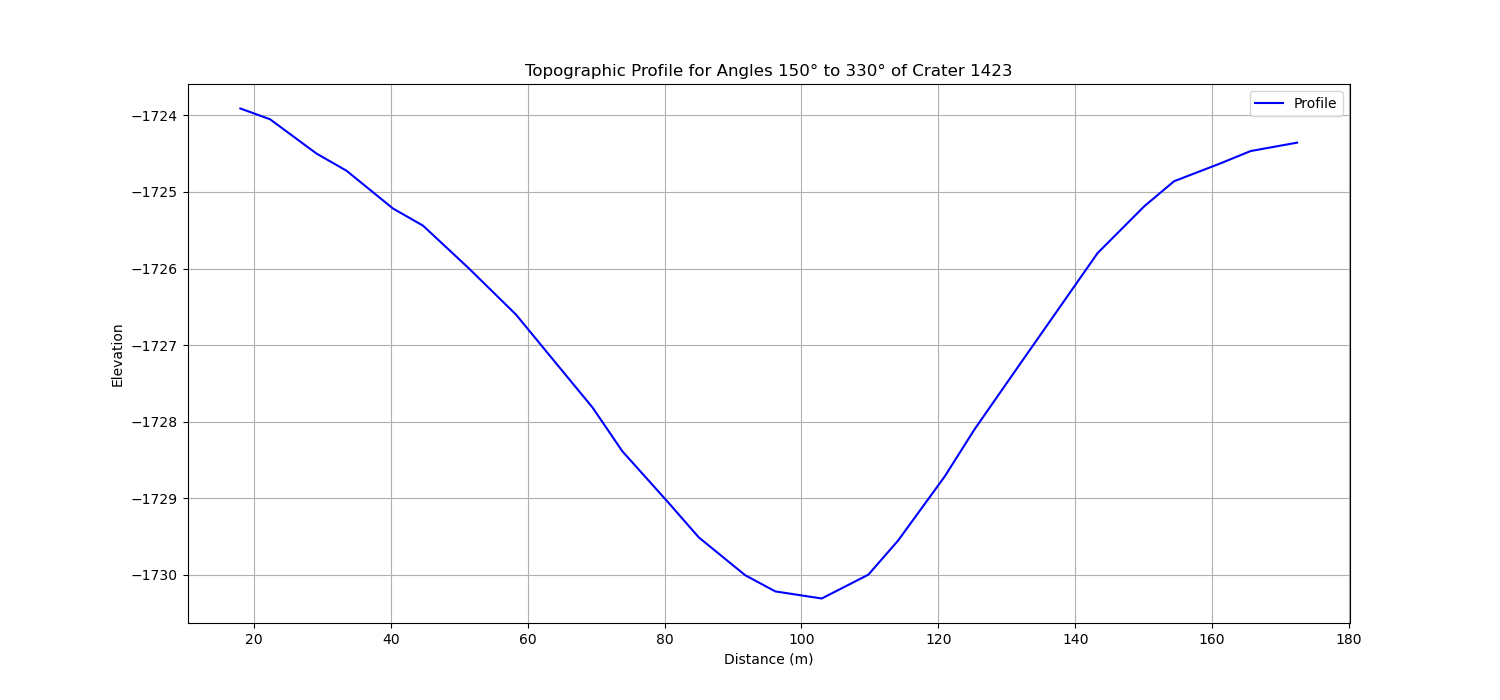 Topographic Profile for Angles 150° to 330° of Crater 1423
Profile
−1724
−1725
−1726
−1727
−1728
−1729
−1730
Elevation
20 40 60 80 100 120 140 160 180
Distance (m)